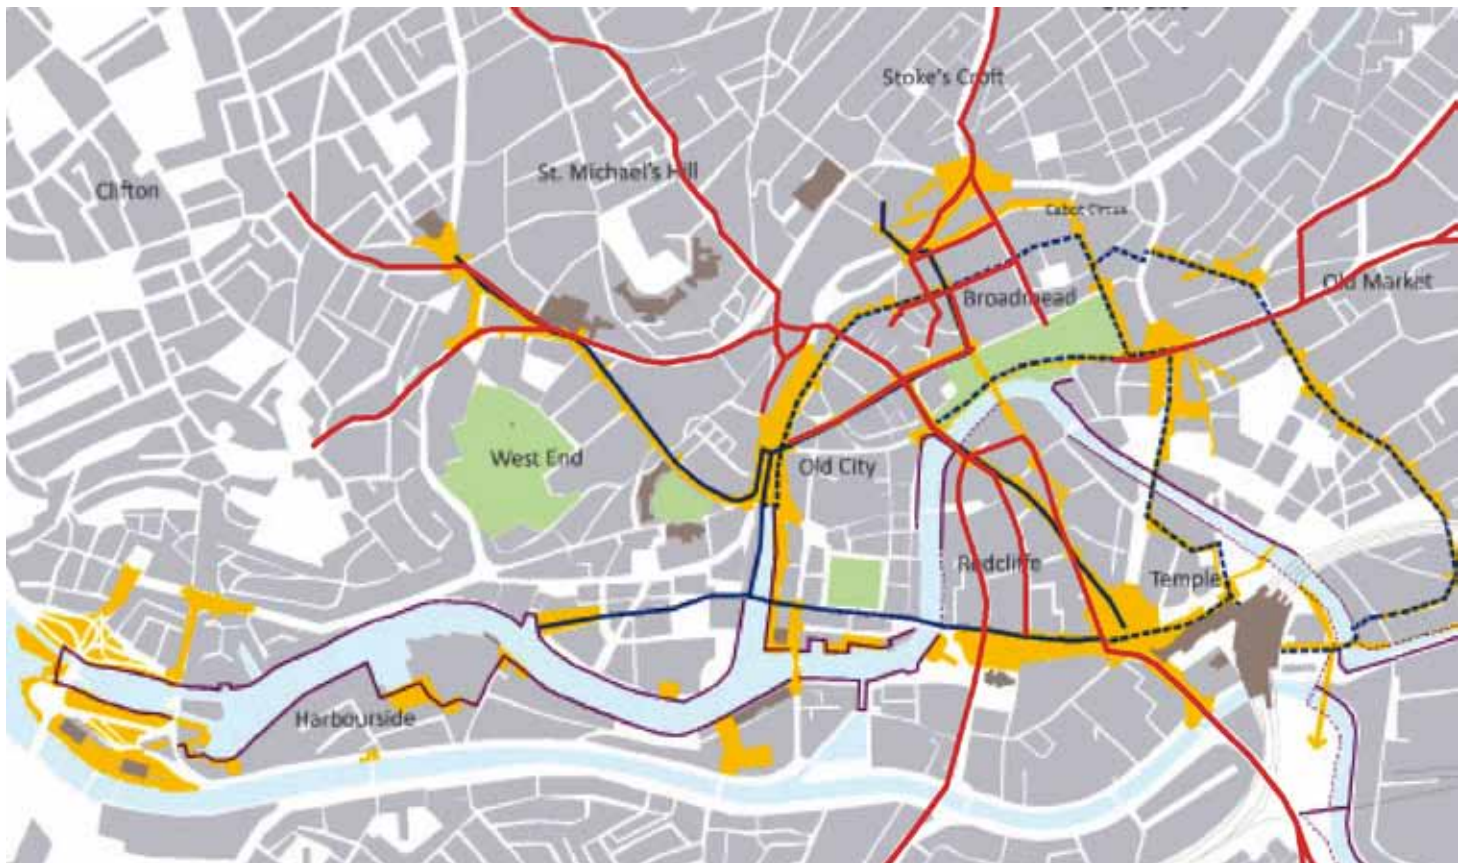 Stoke's Croft
St. Michael's Hill
Clifton
Cabot Circus
Old Market
Broadmead
West End
Old City
Redcliffe
Temple
Harbourside